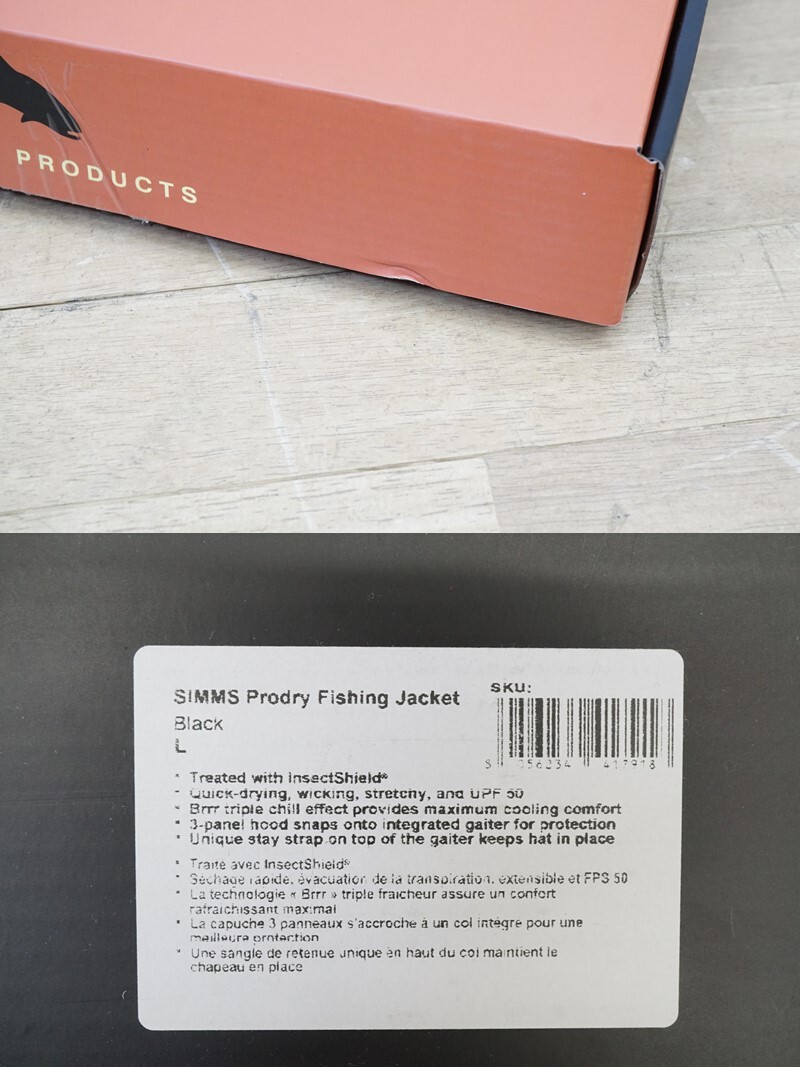 PRODUCTS
SIMMS Prodry Fishing Jacket
Black
L
SKU:
* Treated with InsectShield®
* Quick-drying, wicking, stretchy, and UPF 50
* Brrr triple chill effect provides maximum cooling comfort
* 3-panel hood snaps onto integrated gaiter for protection
* Unique stay strap on top of the gaiter keeps hat in place
* Traité avec InsectShield®
* Séchage rapide, évacuation de la transpiration, extensible et FPS 50
* La technologie « Brrr » triple fraicheur assure un confort
rafraichissant maximal
* La capuche 3 panneaux s'accroche à un col intégré pour une
meilleure protection
* Une sangle de retenue unique en haut du col maintient le
chapeau en place